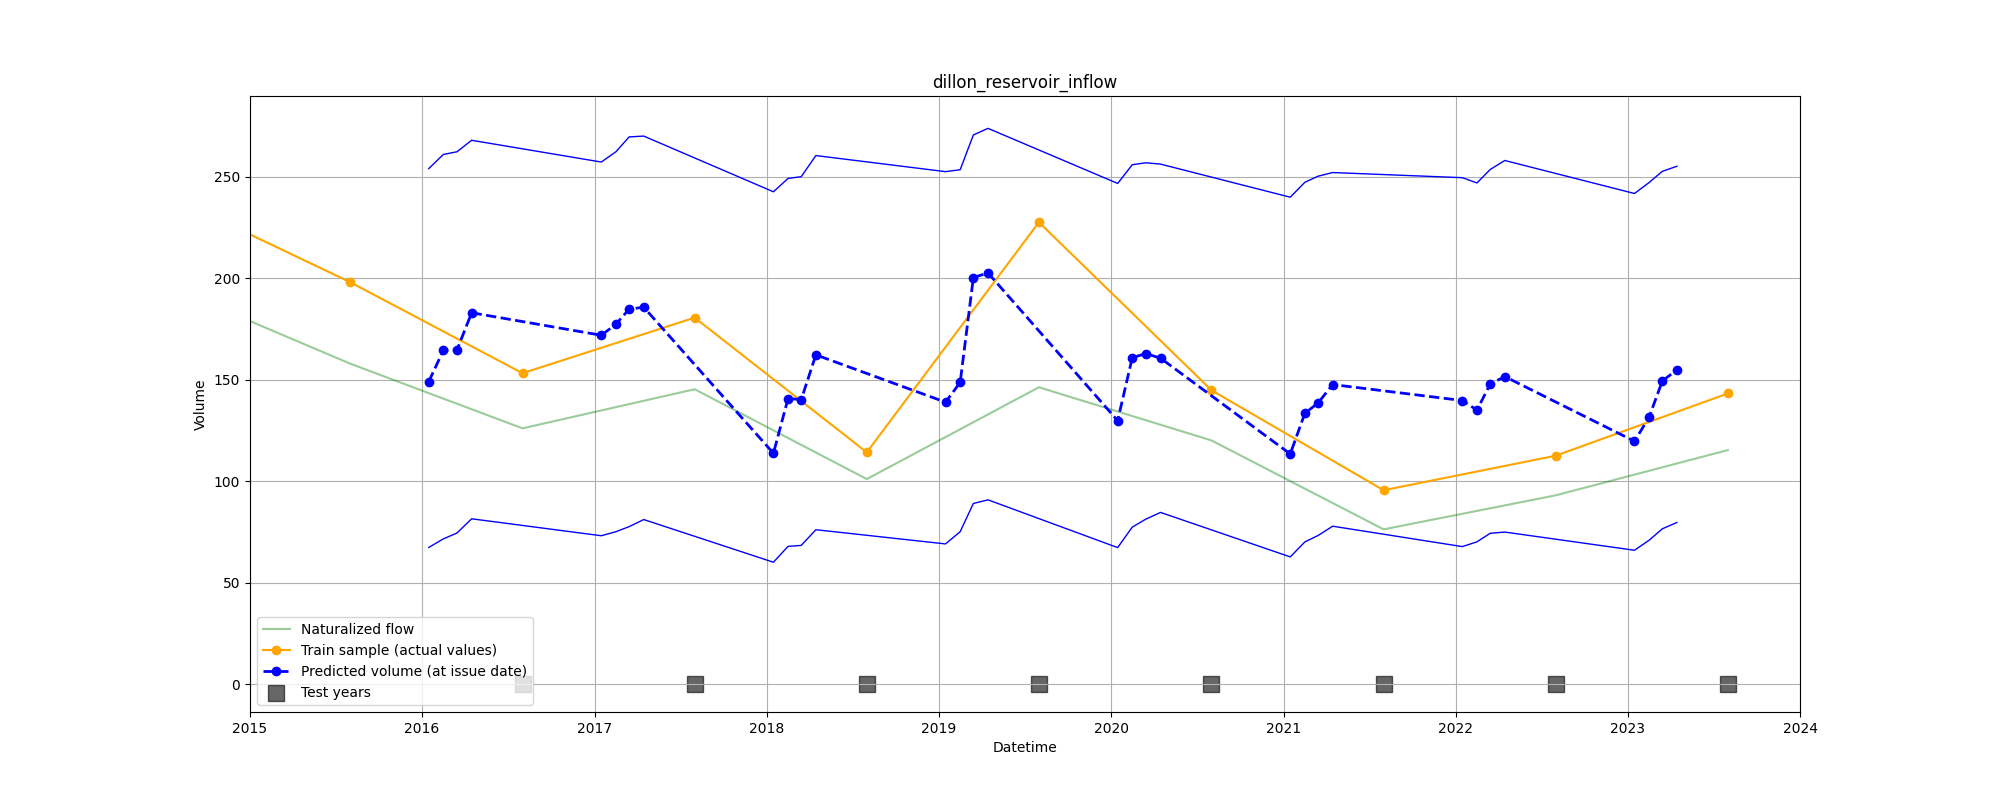 dillon_reservoir_inflow
Volume
250
200
150
100
50
0
Naturalized flow
Train sample (actual values)
Predicted volume (at issue date)
Test years
2015 2016 2017 2018 2019 2020 2021 2022 2023 2024
Datetime